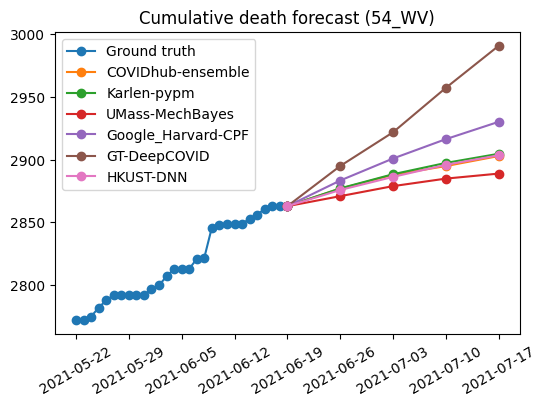 Cumulative death forecast (54_WV)
3000
2950
2900
2850
2800
Ground truth
COVIDhub-ensemble
Karlen-pypm
UMass-MechBayes
Google_Harvard-CPF
GT-DeepCOVID
HKUST-DNN
2021-05-22
2021-05-29
2021-06-05
2021-06-12
2021-06-19
2021-06-26
2021-07-03
2021-07-10
2021-07-17